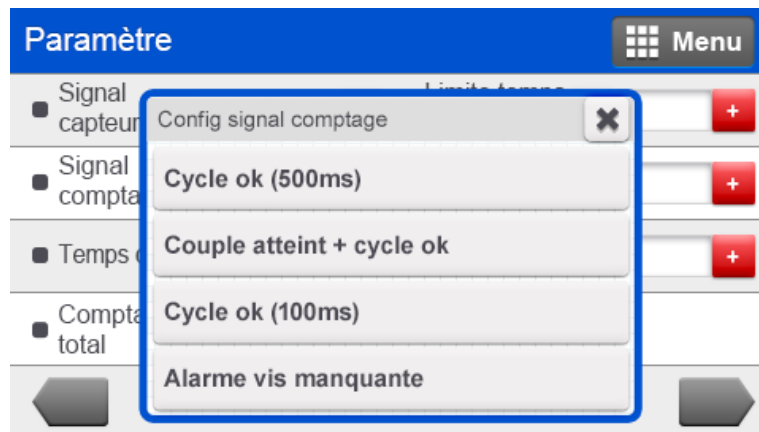 Paramètre
Menu
Signal
capteur
Config signal comptage
+
Cycle ok (500ms)
Signal
compta
+
Couple atteint + cycle ok
Temps
+
Cycle ok (100ms)
Compta
total
Alarme vis manquante